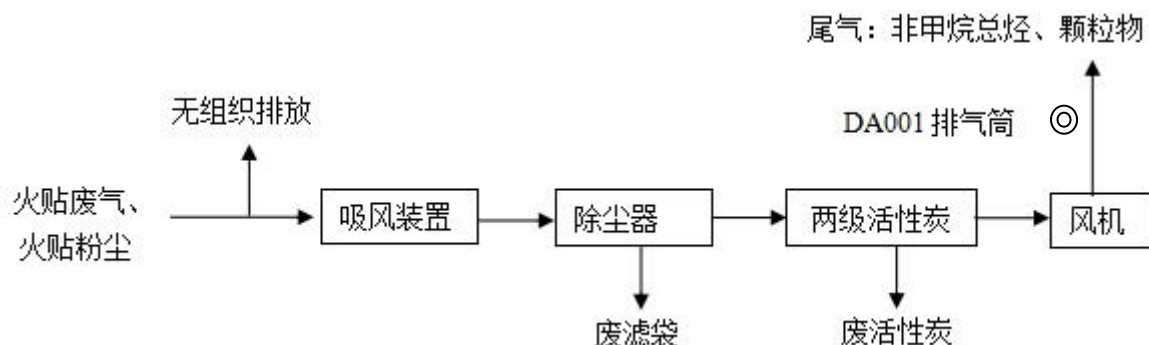 尾气：非甲烷总烃、颗粒物
无组织排放
DA001 排气筒
火贴废气、
火贴粉尘
吸风装置
除尘器
两级活性炭
风机
废滤袋
废活性炭